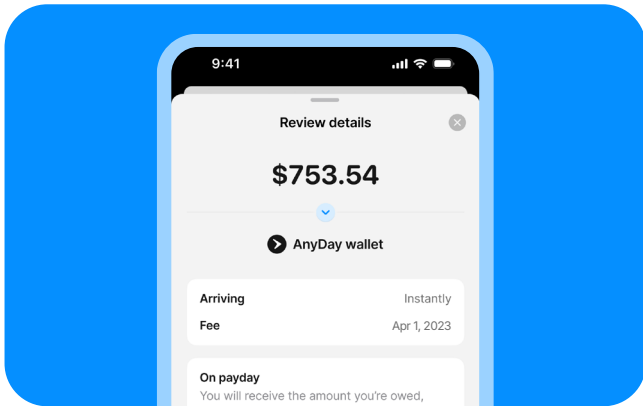 9:41
Review details
$753.54
AnyDay wallet
Arriving Instantly
Fee Apr 1, 2023
On payday
You will receive the amount you're owed,